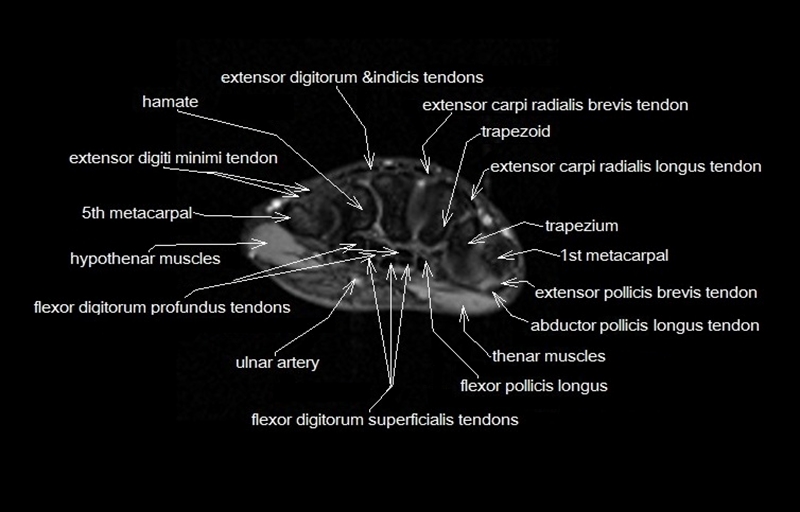 extensor digitorum &indicis tendons
hamate
extensor carpi radialis brevis tendon
trapezoid
extensor digiti minimi tendon
extensor carpi radialis longus tendon
5th metacarpal
trapezium
hypothenar muscles
1st metacarpal
extensor pollicis brevis tendon
flexor digitorum profundus tendons
abductor pollicis longus tendon
ulnar artery
thenar muscles
flexor pollicis longus
flexor digitorum superficialis tendons